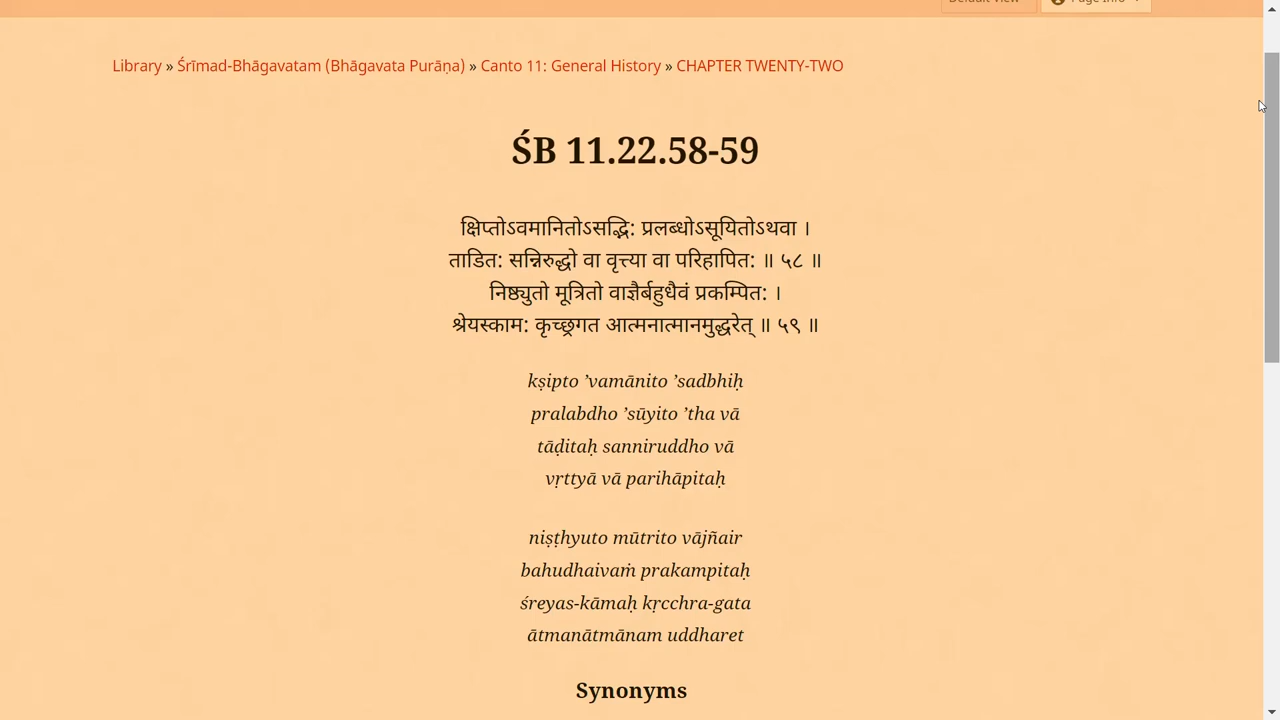 Library » Śrīmad-Bhāgavatam (Bhāgavata Purāṇa) » Canto 11: General History » CHAPTER TWENTY-TWO
ŚB 11.22.58-59
क्षिप्तोऽवमानितोऽसद्भ‍ि: प्रलब्धोऽसूयितोऽथवा ।
ताडित: सन्निरुद्धो वा वृत्त्या वा परिहापित: ॥ ५८ ॥
निष्ठ्युतो मूत्रितो वाज्ञैर्बहुधैवं प्रकम्पित: ।
श्रेयस्काम: कृच्छ्रगत आत्मनात्मानमुद्धरेत् ॥ ५९ ॥
kṣipto ’vamānito ’sadbhiḥ
pralabdho ’sūyito ’tha vā
tāḍitaḥ sanniruddho vā
vṛttyā vā parihāpitaḥ
niṣṭhyuto mūtrito vājñair
bahudhaivaṁ prakampitaḥ
śreyas-kāmaḥ kṛcchra-gata
ātmanātmānam uddharet
Synonyms